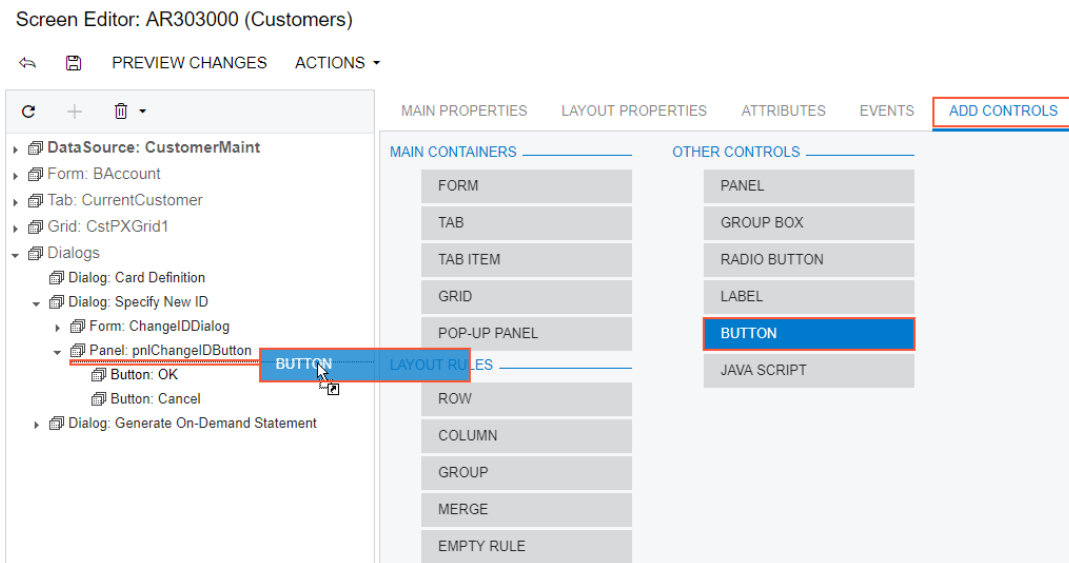 Screen Editor: AR303000 (Customers)
PREVIEW CHANGES ACTIONS
MAIN PROPERTIES LAYOUT PROPERTIES ATTRIBUTES EVENTS ADD CONTROLS
DataSource: CustomerMaint
Form: BAccount
Tab: CurrentCustomer
Grid: CstPXGrid1
Dialogs
Dialog: Card Definition
Dialog: Specify New ID
Form: ChangeIDDialog
Panel: pnlChangeIDButton
BUTTON
Button: OK
Button: Cancel
Dialog: Generate On-Demand Statement
MAIN CONTAINERS
FORM
TAB
TAB ITEM
GRID
POP-UP PANEL
LAYOUT RULES
ROW
COLUMN
GROUP
MERGE
EMPTY RULE
OTHER CONTROLS
PANEL
GROUP BOX
RADIO BUTTON
LABEL
BUTTON
JAVA SCRIPT